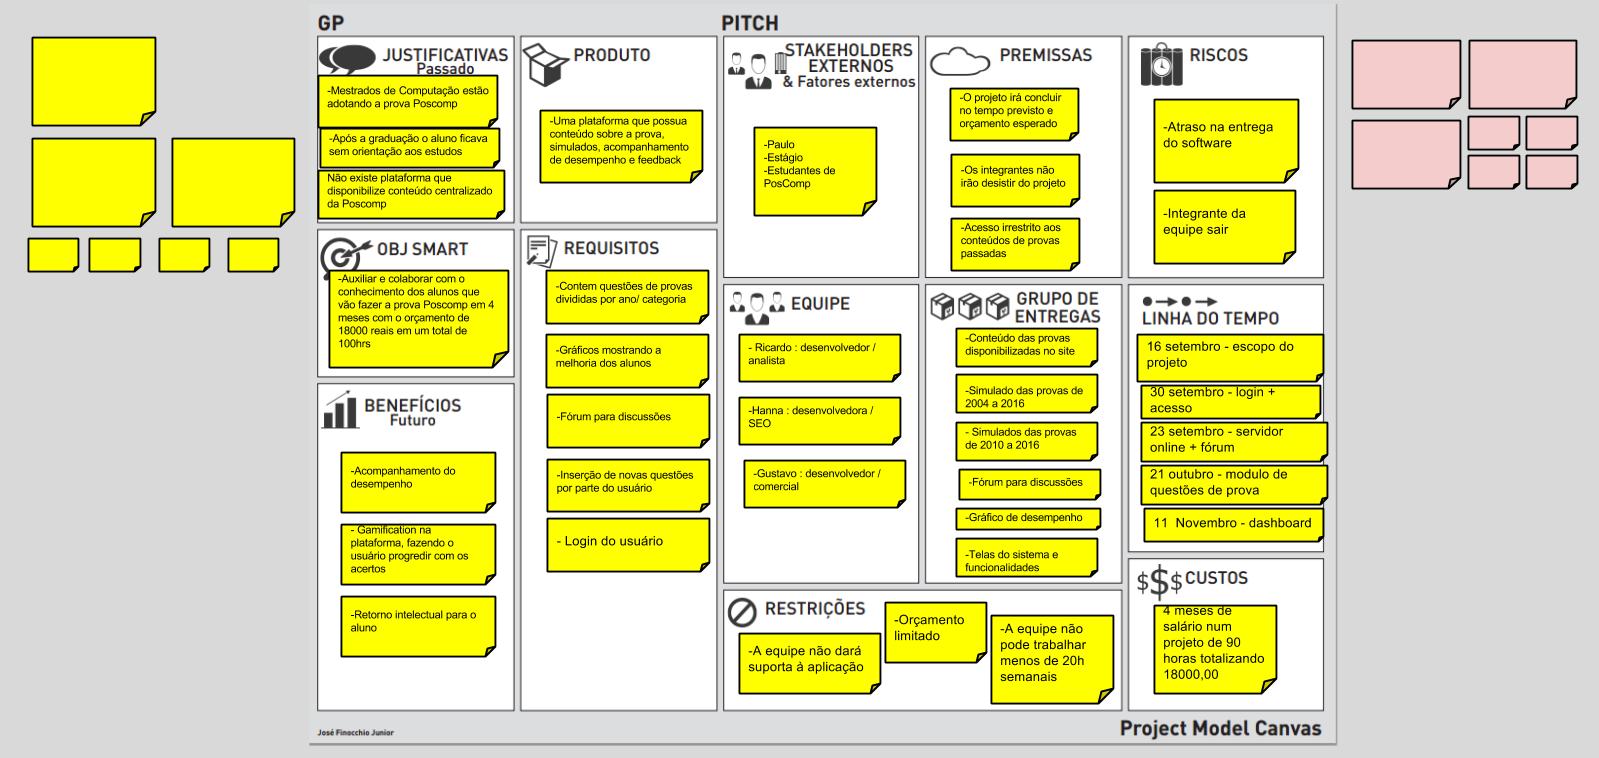 GP
PITCH
JUSTIFICATIVAS
Passado
-Mestrados de Computação estão
adotando a prova Poscomp
-Após a graduação o aluno ficava
sem orientação aos estudos
Não existe plataforma que
disponibilize conteúdo centralizado
da Poscomp
PRODUTO
-Uma plataforma que possua
conteúdo sobre a prova,
simulados, acompanhamento
de desempenho e feedback
STAKEHOLDERS
EXTERNOS
& Fatores externos
-Paulo
-Estágio
-Estudantes de
PosComp
PREMISSAS
-O projeto irá concluir
no tempo previsto e
orçamento esperado
-Os integrantes não
irão desistir do projeto
-Acesso irrestrito aos
conteúdos de provas
passadas
RISCOS
-Atraso na entrega
do software
-Integrante da
equipe sair
OBJ SMART
-Auxiliar e colaborar com o
conhecimento dos alunos que
vão fazer a prova Poscomp em 4
meses com o orçamento de
18000 reais em um total de
100hrs
REQUISITOS
-Contem questões de provas
divididas por ano/ categoria
-Gráficos mostrando a
melhoria dos alunos
-Fórum para discussões
-Inserção de novas questões
por parte do usuário
- Login do usuário
EQUIPE
- Ricardo : desenvolvedor /
analista
-Hanna : desenvolvedora /
SEO
-Gustavo : desenvolvedor /
comercial
GRUPO DE
ENTREGAS
-Conteúdo das provas
disponibilizadas no site
-Simulado das provas de
2004 a 2016
- Simulados das provas
de 2010 a 2016
-Fórum para discussões
-Gráfico de desempenho
-Telas do sistema e
funcionalidades
LINHA DO TEMPO
16 setembro - escopo do
projeto
30 setembro - login +
acesso
23 setembro - servidor
online + fórum
21 outubro - modulo de
questões de prova
11  Novembro - dashboard
BENEFÍCIOS
Futuro
-Acompanhamento do
desempenho
- Gamification na
plataforma, fazendo o
usuário progredir com os
acertos
-Retorno intelectual para o
aluno
RESTRIÇÕES
-A equipe não dará
suporta à aplicação
-Orçamento
limitado
-A equipe não
pode trabalhar
menos de 20h
semanais
$$$ CUSTOS
4 meses de
salário num
projeto de 90
horas totalizando
18000,00
José Finocchio Junior
Project Model Canvas